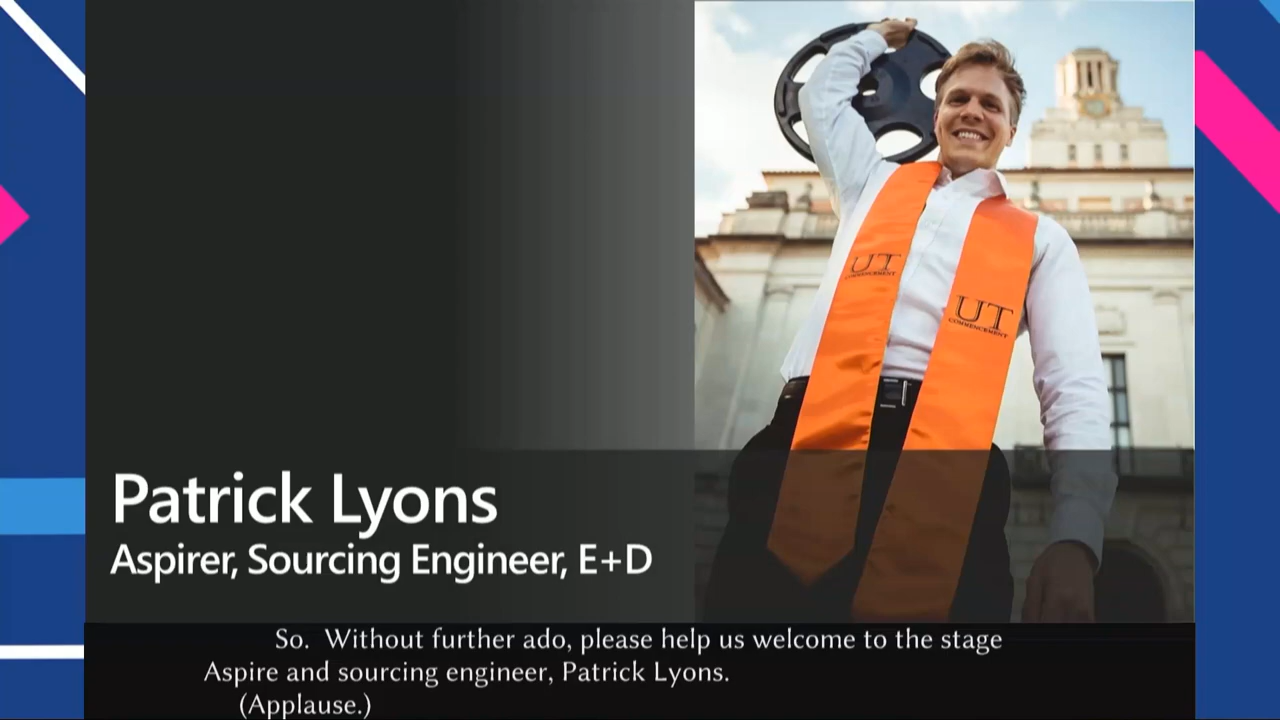 UT
COMMENCEMENT
UT
COMMENCEMENT
Patrick Lyons
Aspirer, Sourcing Engineer, E+D
So.  Without further ado, please help us welcome to the stage
Aspire and sourcing engineer, Patrick Lyons.
(Applause.)